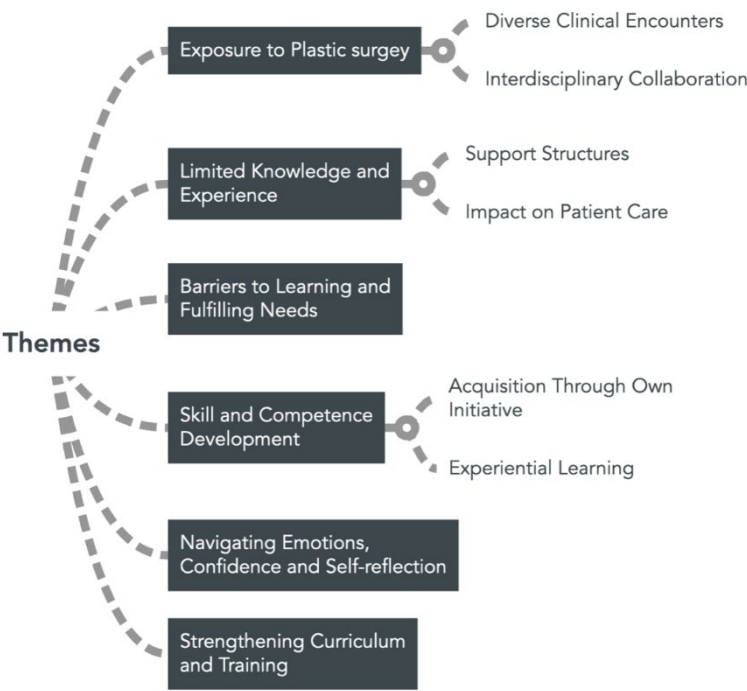 Themes
Exposure to Plastic surgey
Diverse Clinical Encounters
Interdisciplinary Collaboration
Limited Knowledge and
Experience
Support Structures
Impact on Patient Care
Barriers to Learning and
Fulfilling Needs
Skill and Competence
Development
Acquisition Through Own
Initiative
Experiential Learning
Navigating Emotions,
Confidence and Self-reflection
Strengthening Curriculum
and Training